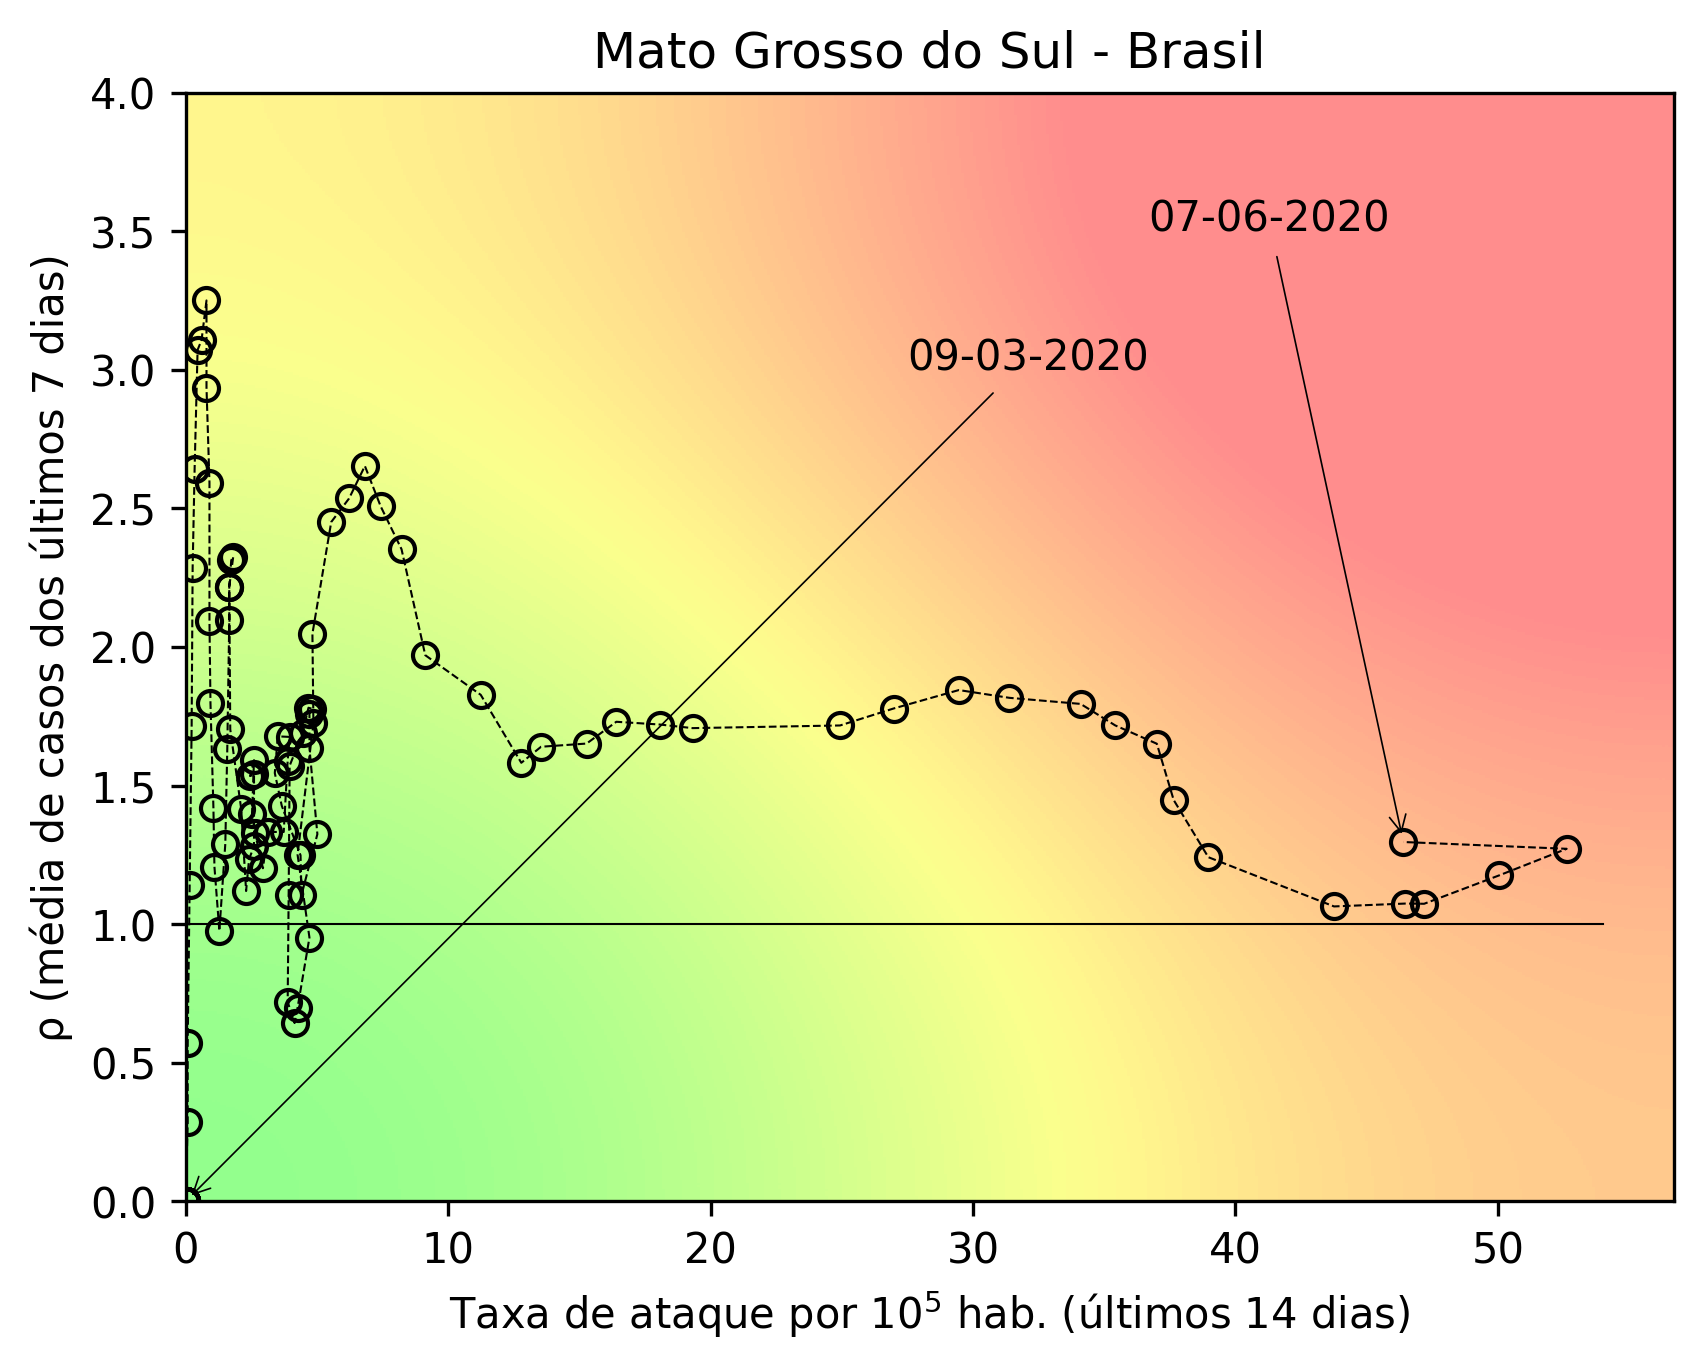 Mato Grosso do Sul - Brasil
4.0
3.5
3.0
2.5
2.0
1.5
1.0
0.5
0.0
ρ (média de casos dos últimos 7 dias)
07-06-2020
09-03-2020
0 10 20 30 40 50
Taxa de ataque por 10⁵ hab. (últimos 14 dias)